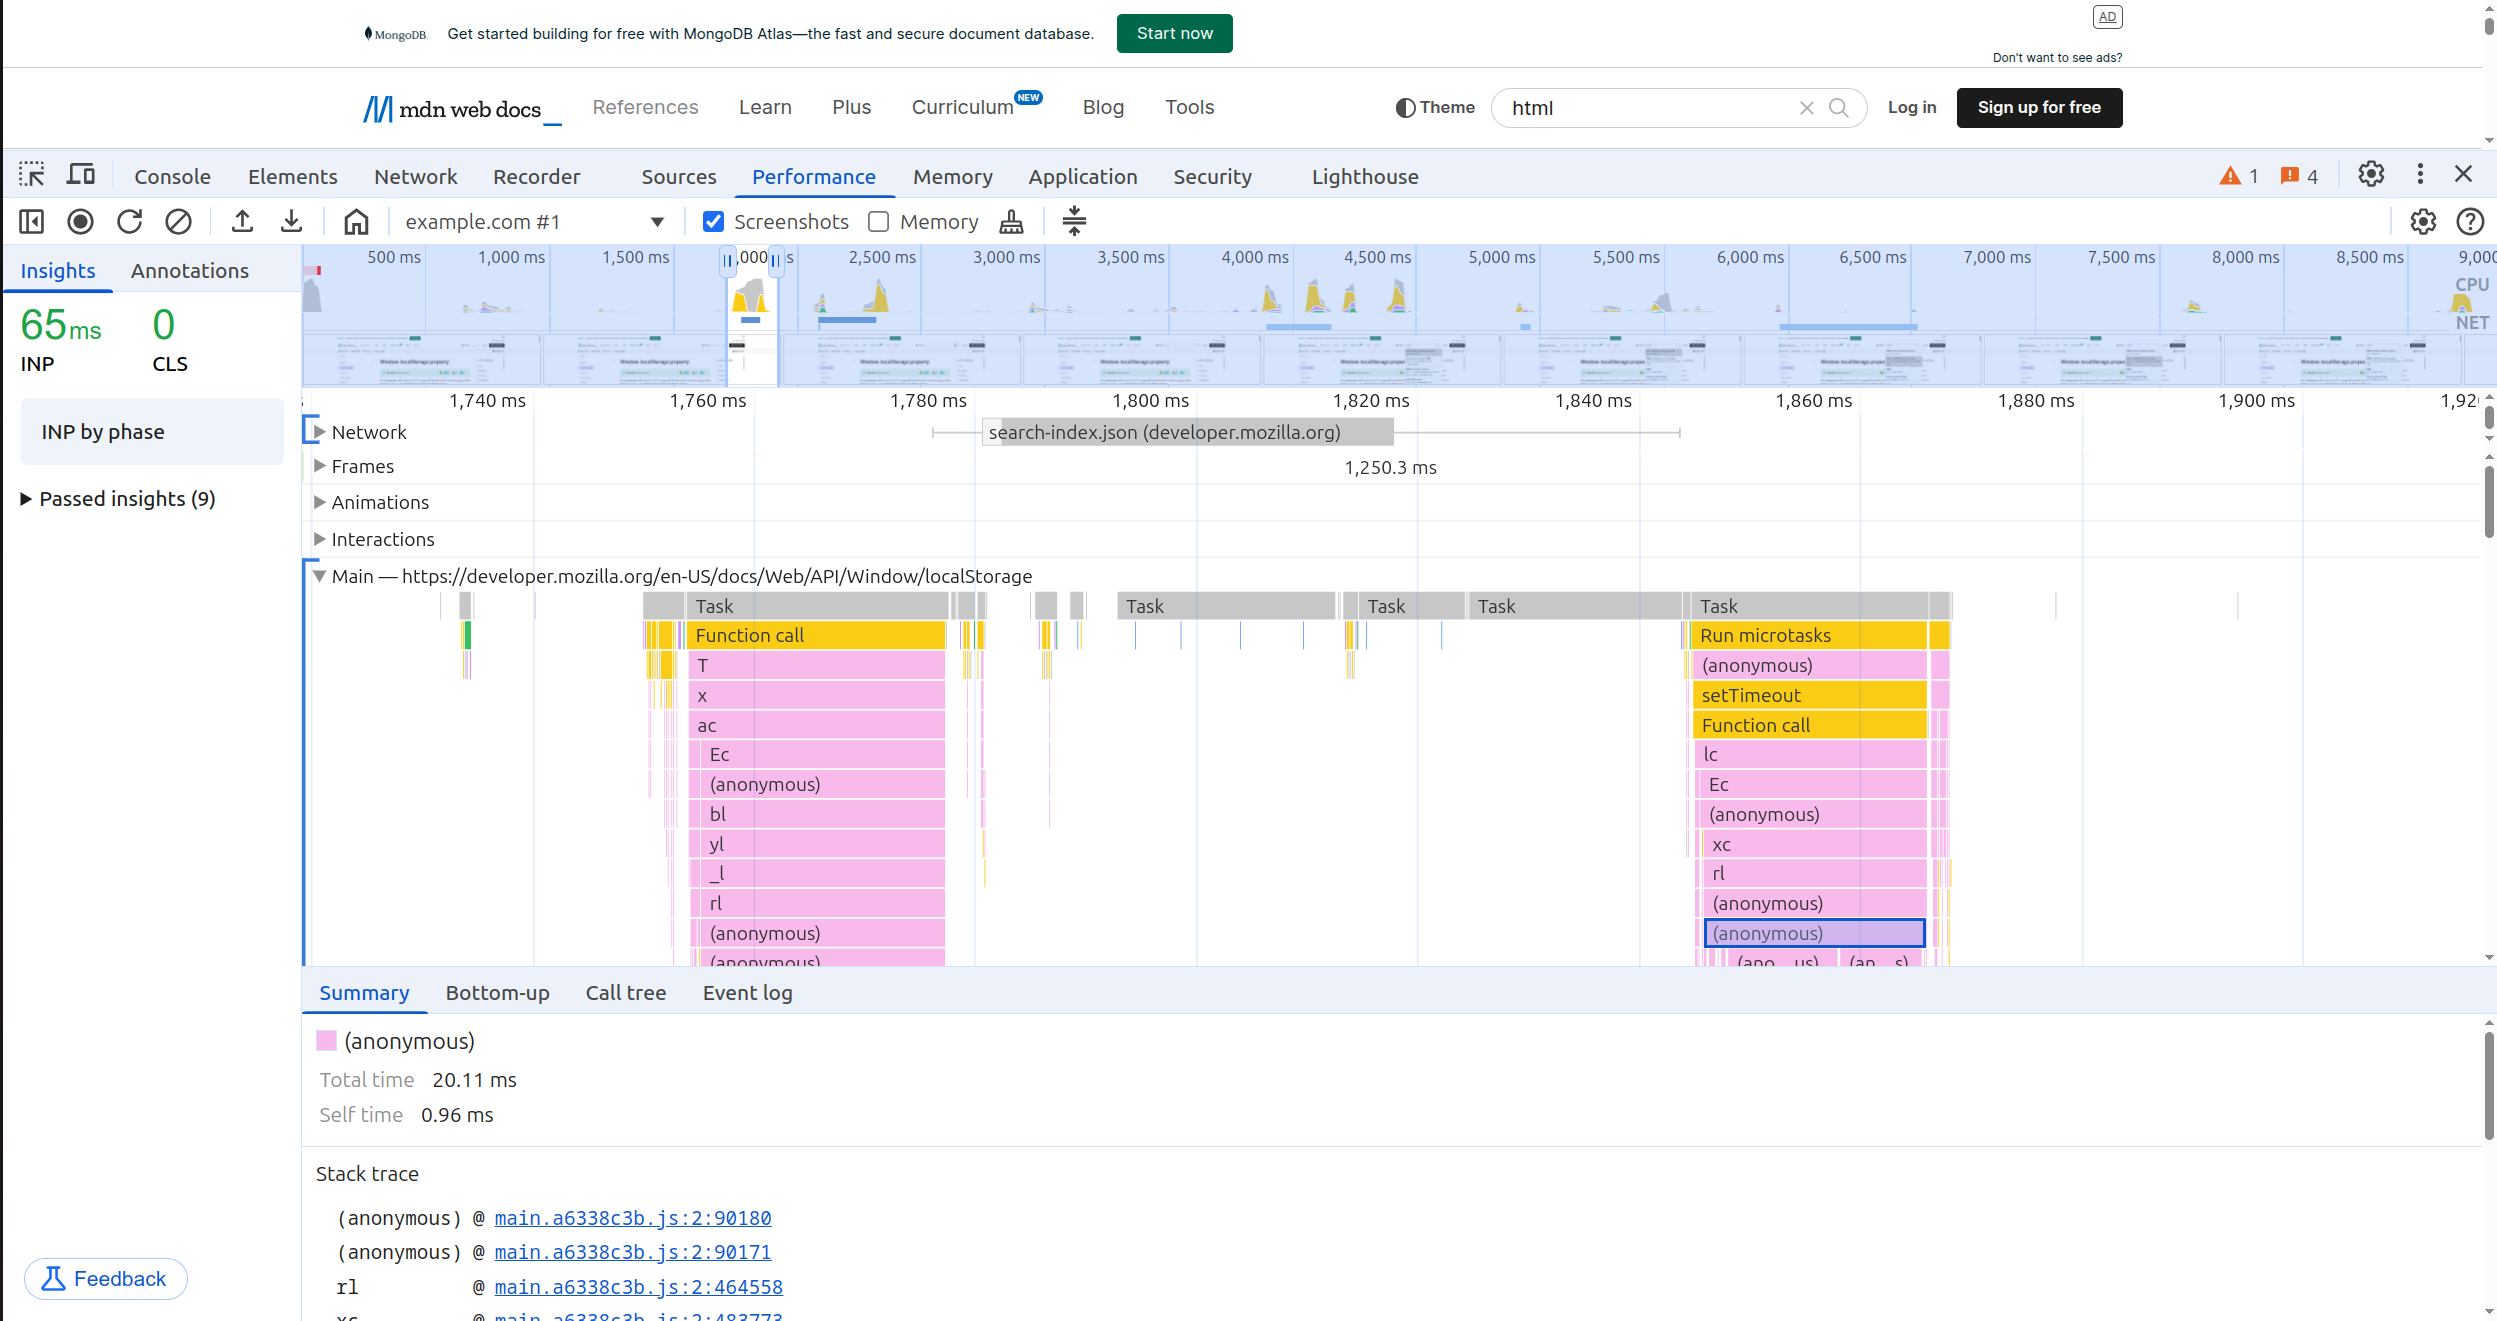 MongoDB. Get started building for free with MongoDB Atlas—the fast and secure document database. Start now AD
Don't want to see ads?
mdn web docs_ References Learn Plus Curriculum NEW Blog Tools Theme html Log in Sign up for free
Console Elements Network Recorder Sources Performance Memory Application Security Lighthouse 1 4
example.com #1 Screenshots Memory
Insights Annotations
500 ms 1,000 ms 1,500 ms ,000 s 2,500 ms 3,000 ms 3,500 ms 4,000 ms 4,500 ms 5,000 ms 5,500 ms 6,000 ms 6,500 ms 7,000 ms 7,500 ms 8,000 ms 8,500 ms 9,000
CPU
NET
65 ms 0
INP CLS
INP by phase
Passed insights (9)
1,740 ms 1,760 ms 1,780 ms 1,800 ms 1,820 ms 1,840 ms 1,860 ms 1,880 ms 1,900 ms 1,92
Network search-index.json (developer.mozilla.org)
Frames 1,250.3 ms
Animations
Interactions
Main — https://developer.mozilla.org/en-US/docs/Web/API/Window/localStorage
Task Task Task Task Task
Function call Run microtasks
T (anonymous)
x setTimeout
ac Function call
Ec lc
(anonymous) Ec
bl (anonymous)
yl xc
_l rl
rl (anonymous)
(anonymous) (anonymous)
(anonymous) (ano...us) (an...s)
Summary Bottom-up Call tree Event log
(anonymous)
Total time 20.11 ms
Self time 0.96 ms
Stack trace
(anonymous) @ main.a6338c3b.js:2:90180
(anonymous) @ main.a6338c3b.js:2:90171
rl @ main.a6338c3b.js:2:464558
xc main.a6338c3b.js:2:483773
Feedback